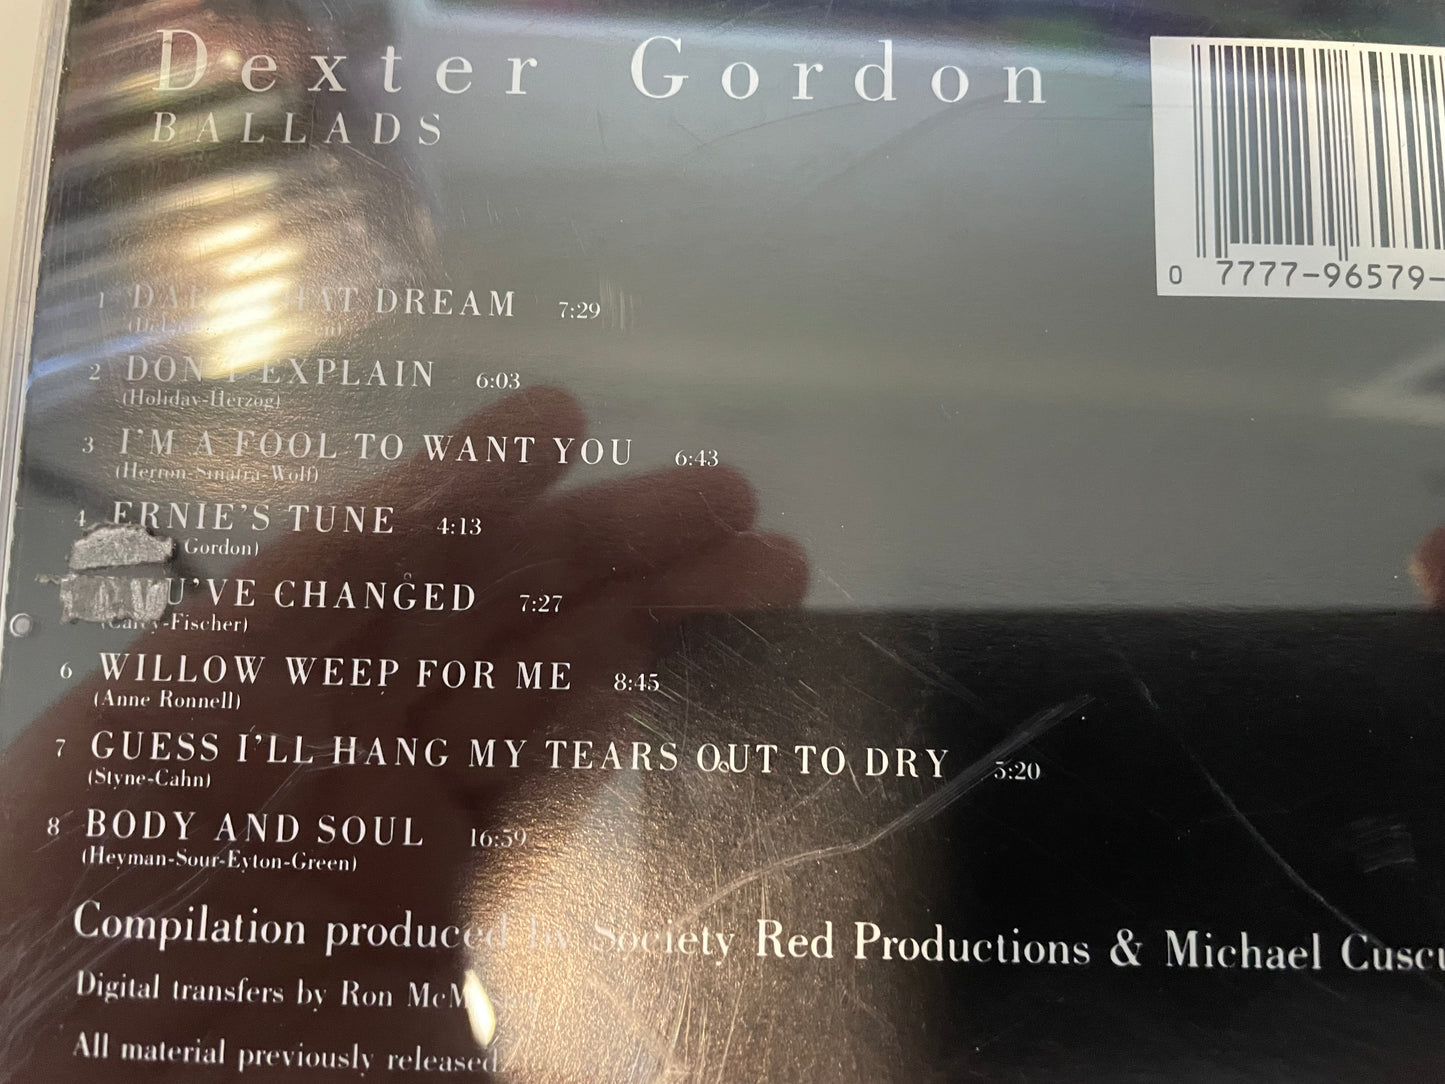 Dexter Gordon
BALLADS
0 7777-96579-
1 DREAM 7:29
2 EXPLAIN 6:03
(Holiday-Herzog)
3 I'M A FOOL TO WANT YOU 6:43
(Herron-Sinatra-Wolf)
4 ERNIE'S TUNE 4:13
Gordon)
U'VE CHANGED 7:27
-Fischer)
6 WILLOW WEEP FOR ME 8:45
(Anne Ronnell)
7 GUESS I'LL HANG MY TEARS OUT TO DRY 5:20
(Styne-Cahn)
8 BODY AND SOUL 16:59
(Heyman-Sour-Eyton-Green)
Compilation produced by Society Red Productions & Michael Cuscu
Digital transfers by Ron McM
All material previously released